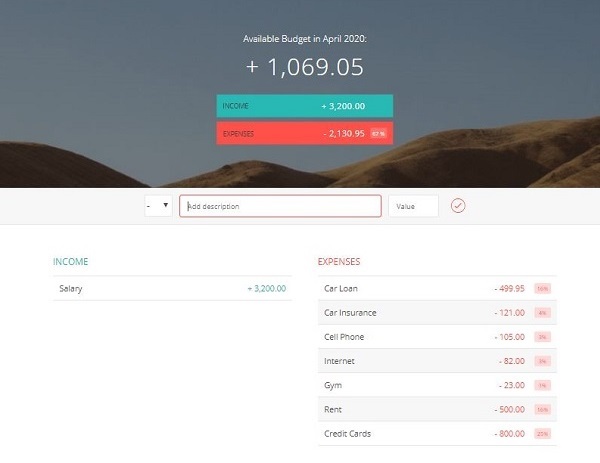 Available Budget in April 2020:
+ 1,069.05
INCOME + 3,200.00
EXPENSES - 2,130.95 67 %
- Add description Value
INCOME
Salary + 3,200.00
EXPENSES
Car Loan - 499.95 16%
Car Insurance - 121.00 4%
Cell Phone - 105.00 3%
Internet - 82.00 3%
Gym - 23.00 1%
Rent - 500.00 16%
Credit Cards - 800.00 25%